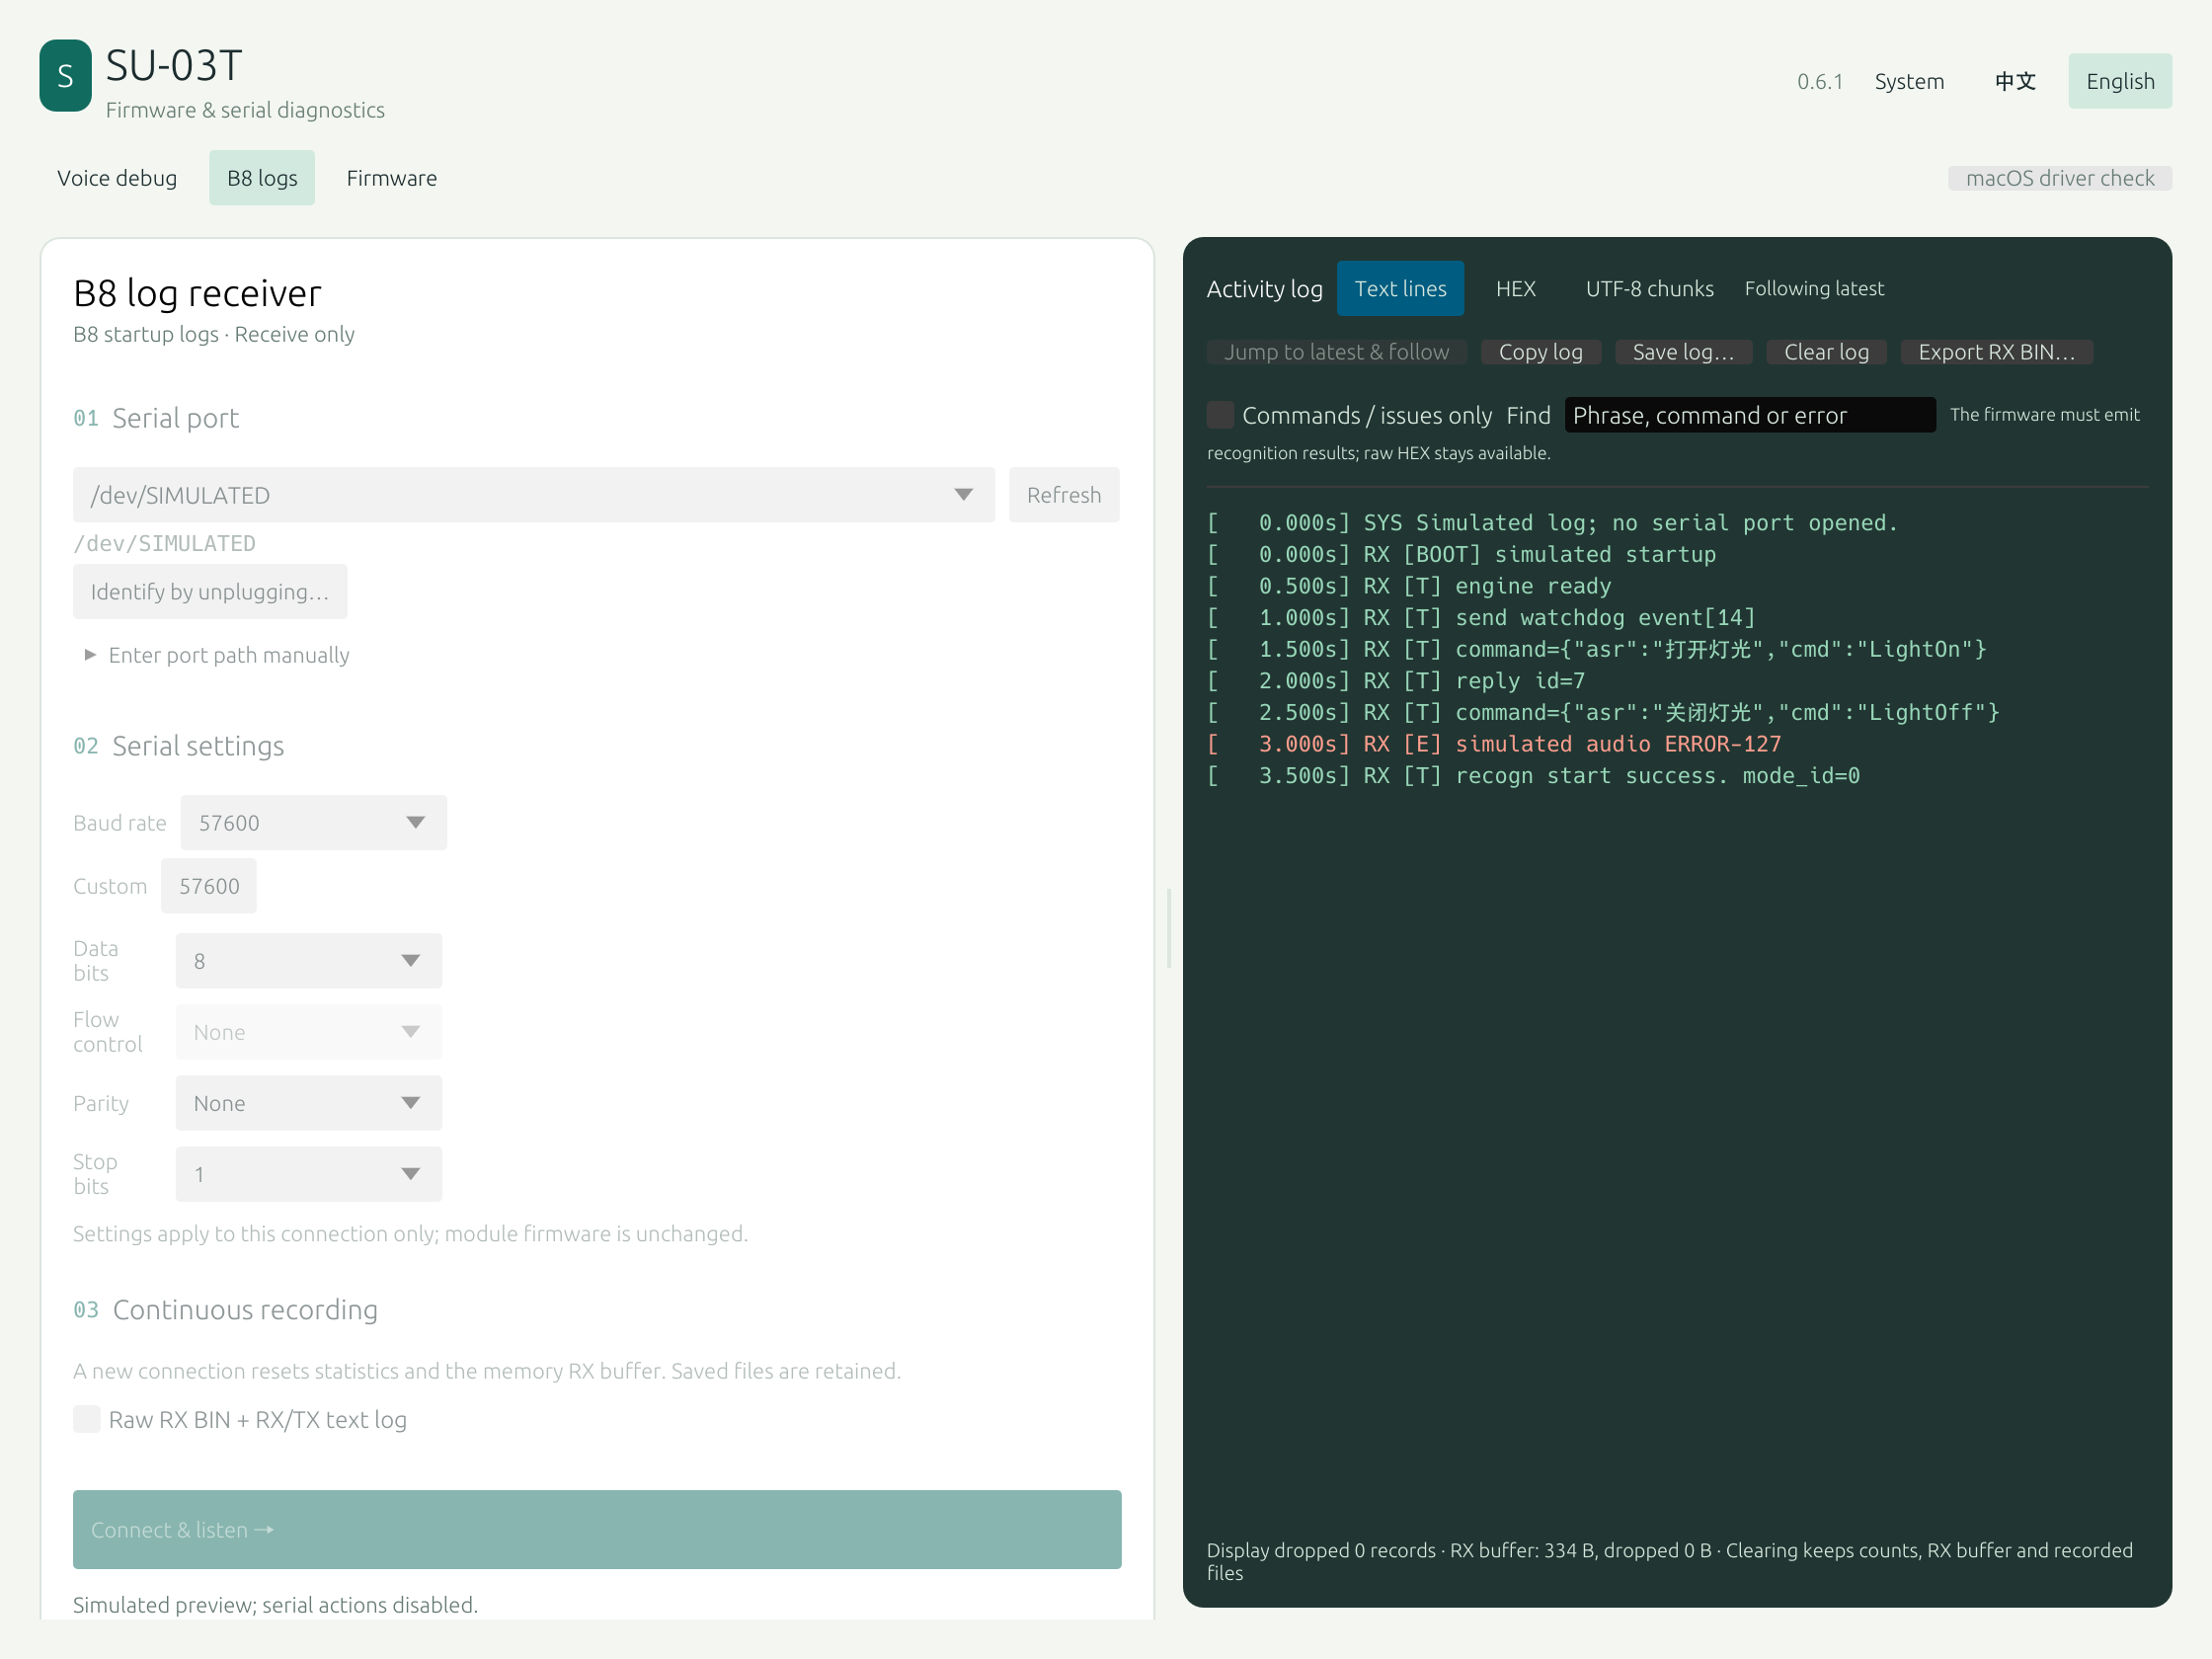 S
SU-03T
Firmware & serial diagnostics
0.6.1 System 中文 English
Voice debug B8 logs Firmware
macOS driver check
B8 log receiver
B8 startup logs · Receive only
01 Serial port
/dev/SIMULATED
Refresh
/dev/SIMULATED
Identify by unplugging...
Enter port path manually
02 Serial settings
Baud rate 57600
Custom 57600
Data
bits
8
Flow
control
None
Parity None
Stop
bits
1
Settings apply to this connection only; module firmware is unchanged.
03 Continuous recording
A new connection resets statistics and the memory RX buffer. Saved files are retained.
Raw RX BIN + RX/TX text log
Connect & listen →
Simulated preview; serial actions disabled.
Activity log Text lines HEX UTF-8 chunks Following latest
Jump to latest & follow Copy log Save log... Clear log Export RX BIN...
Commands / issues only Find Phrase, command or error The firmware must emit
recognition results; raw HEX stays available.
[   0.000s] SYS Simulated log; no serial port opened.
[   0.000s] RX [BOOT] simulated startup
[   0.500s] RX [T] engine ready
[   1.000s] RX [T] send watchdog event[14]
[   1.500s] RX [T] command={"asr":"打开灯光","cmd":"LightOn"}
[   2.000s] RX [T] reply id=7
[   2.500s] RX [T] command={"asr":"关闭灯光","cmd":"LightOff"}
[   3.000s] RX [E] simulated audio ERROR-127
[   3.500s] RX [T] recogn start success. mode_id=0
Display dropped 0 records · RX buffer: 334 B, dropped 0 B · Clearing keeps counts, RX buffer and recorded
files